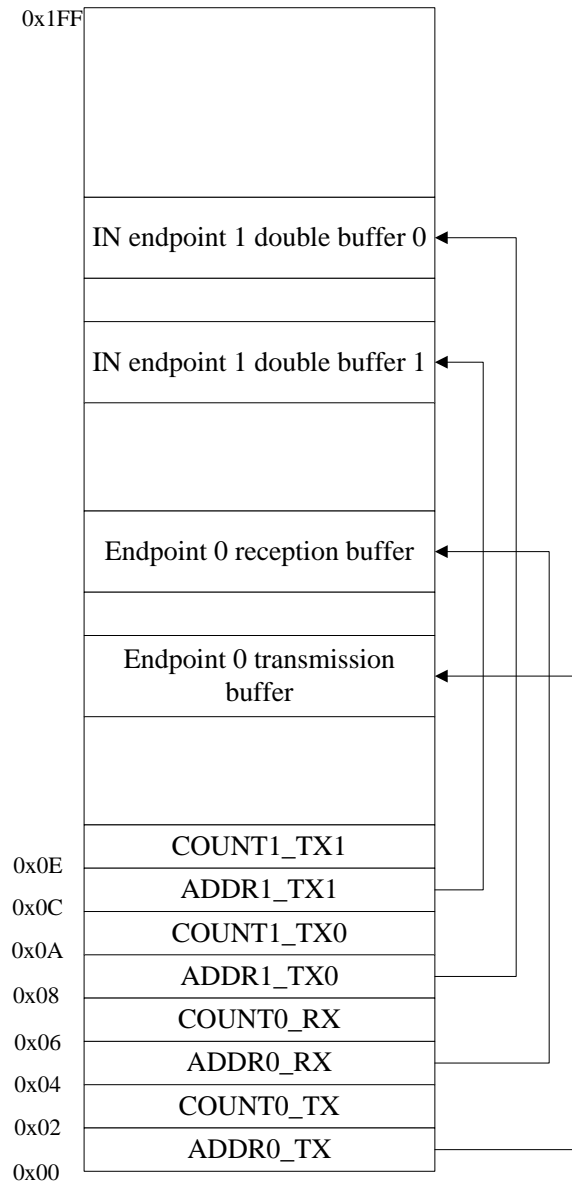 0x1FF
IN endpoint 1 double buffer 0
IN endpoint 1 double buffer 1
Endpoint 0 reception buffer
Endpoint 0 transmission
buffer
COUNT1_TX1
0x0E
ADDR1_TX1
0x0C
COUNT1_TX0
0x0A
ADDR1_TX0
0x08
COUNT0_RX
0x06
ADDR0_RX
0x04
COUNT0_TX
0x02
ADDR0_TX
0x00